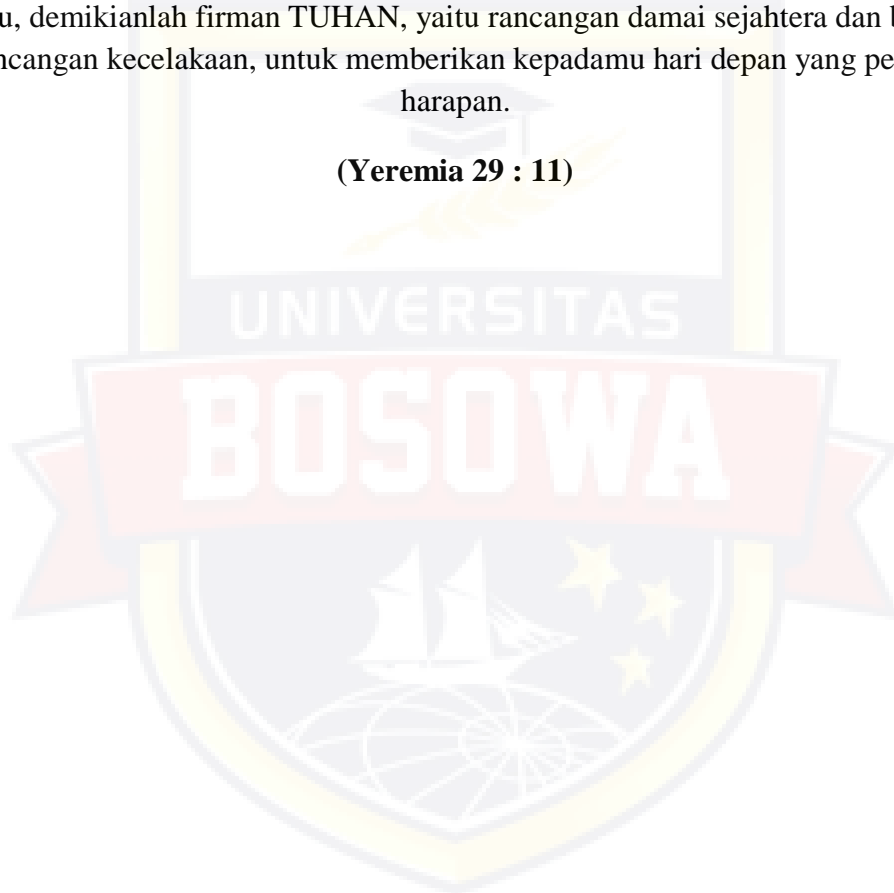 u, demikianlah firman TUHAN, yaitu rancangan damai sejahtera dan b
ncangan kecelakaan, untuk memberikan kepadamu hari depan yang pe
harapan.
(Yeremia 29 : 11)
UNIVERSITAS
BOSOWA